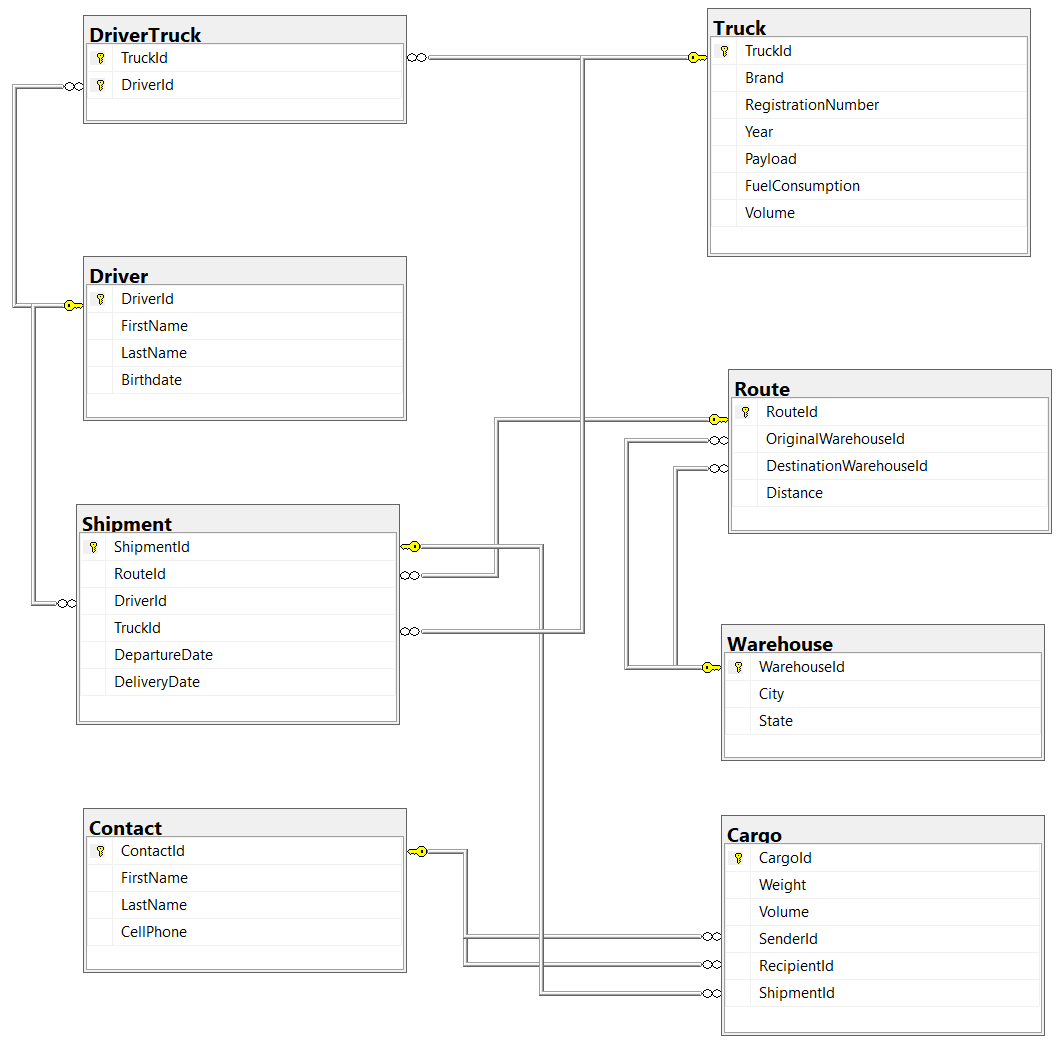 DriverTruck
TruckId
DriverId
Truck
TruckId
Brand
RegistrationNumber
Year
Payload
FuelConsumption
Volume
Driver
DriverId
FirstName
LastName
Birthdate
Route
RouteId
OriginalWarehouseId
DestinationWarehouseId
Distance
Shipment
ShipmentId
RouteId
DriverId
TruckId
DepartureDate
DeliveryDate
Warehouse
WarehouseId
City
State
Contact
ContactId
FirstName
LastName
CellPhone
Cargo
CargoId
Weight
Volume
SenderId
RecipientId
ShipmentId